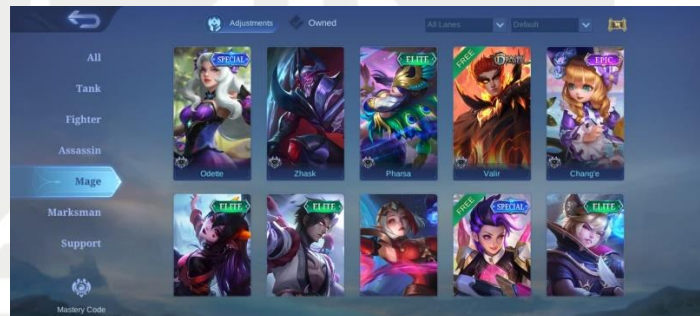 Adjustments
Owned
All Lanes
Default
All
Tank
Fighter
Assassin
Mage
Marksman
Support
Mastery Code
SPECIAL
Odette
Zhask
ELITE
Pharsa
FREE
Valir
EPIC
Chang'e
ELITE
ELITE
FREE
SPECIAL
ELITE